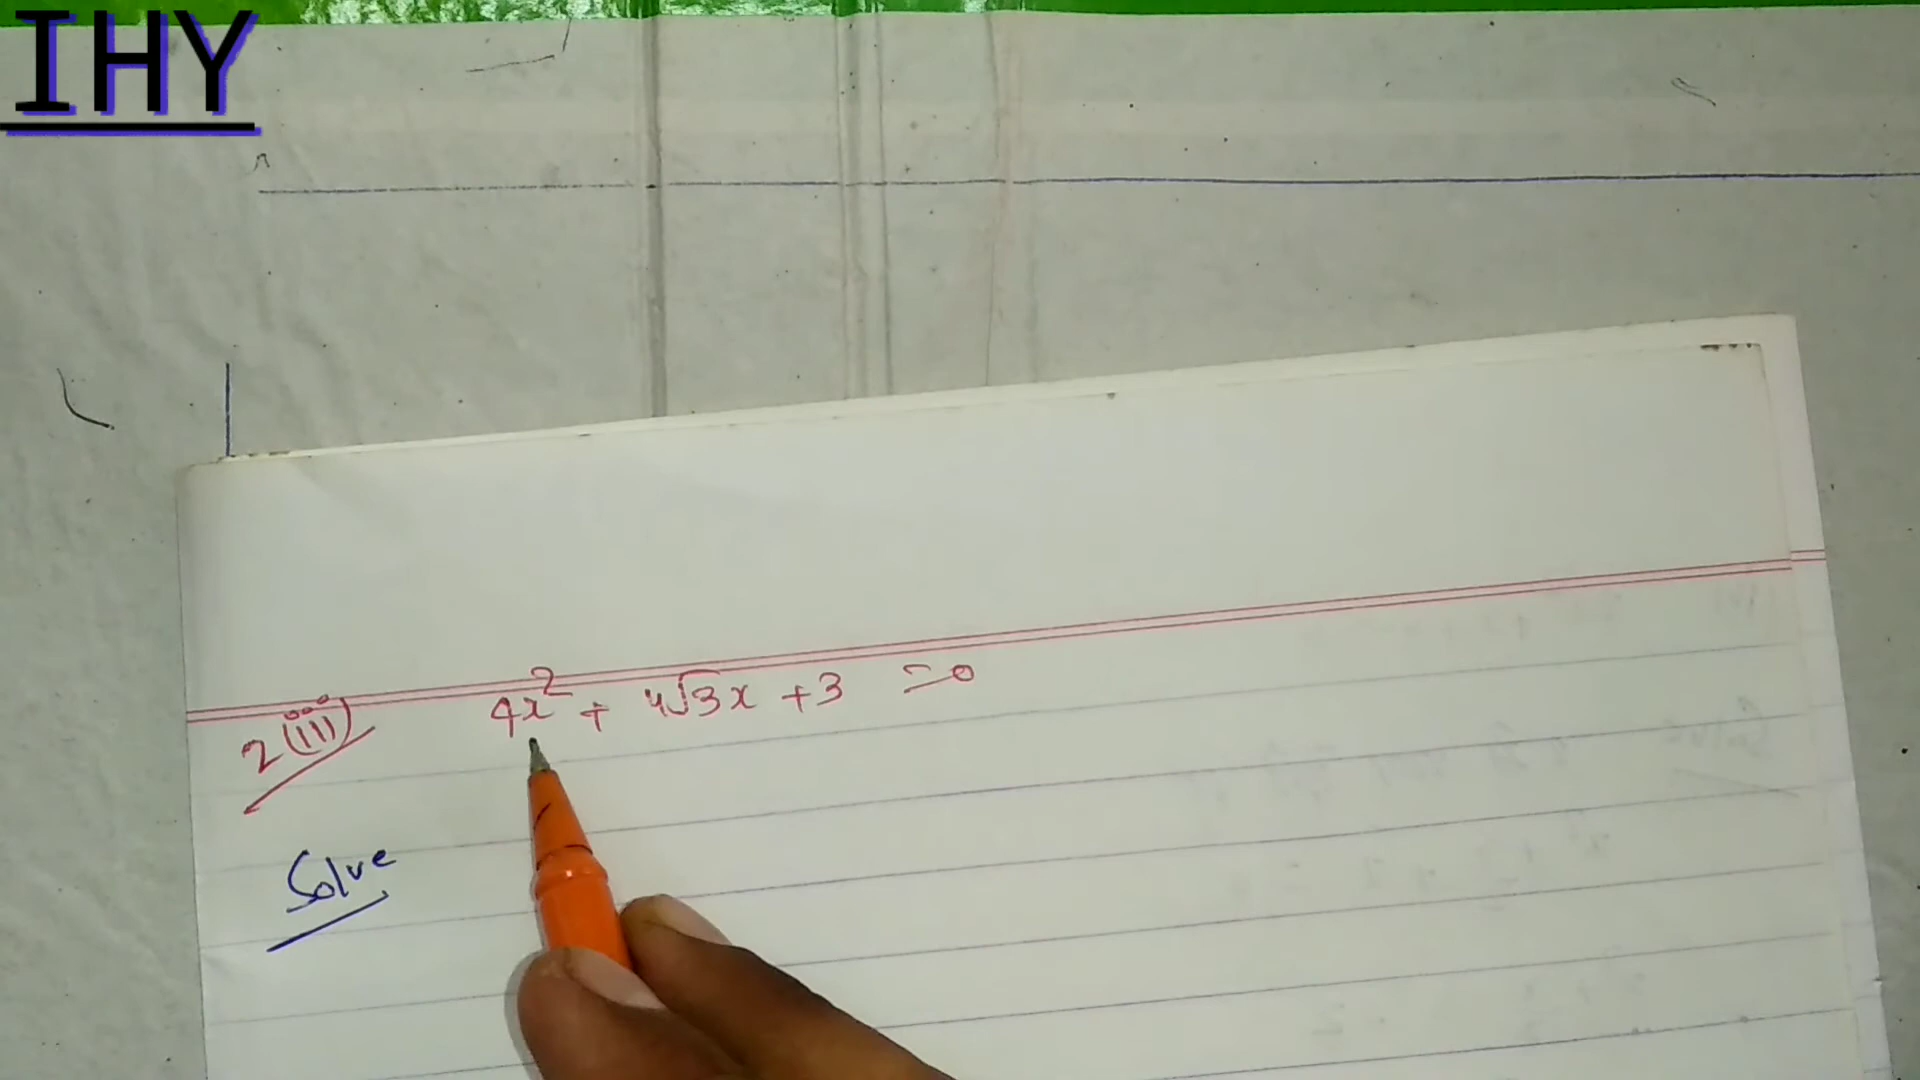 IHY
2(iii) 4x² + 4√3x + 3 = 0
Solve